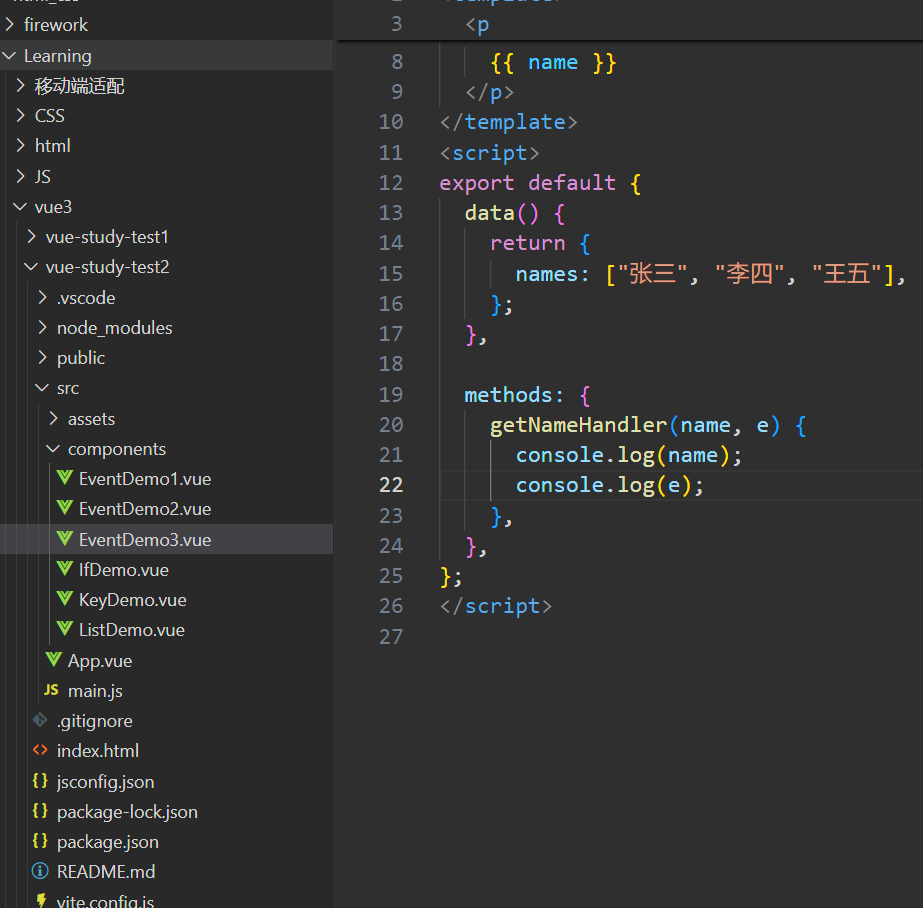 firework
Learning
移动端适配
CSS
html
JS
vue3
vue-study-test1
vue-study-test2
.vscode
node_modules
public
src
assets
components
EventDemo1.vue
EventDemo2.vue
EventDemo3.vue
IfDemo.vue
KeyDemo.vue
ListDemo.vue
App.vue
JS main.js
.gitignore
<> index.html
{} jsconfig.json
{} package-lock.json
{} package.json
README.md
vite.config.js
3 <p
8 {{ name }}
9 </p>
10 </template>
11 <script>
12 export default {
13 data() {
14 return {
15 names: ["张三", "李四", "王五"],
16 };
17 },
18
19 methods: {
20 getNameHandler(name, e) {
21 console.log(name);
22 console.log(e);
23 },
24 },
25 };
26 </script>
27